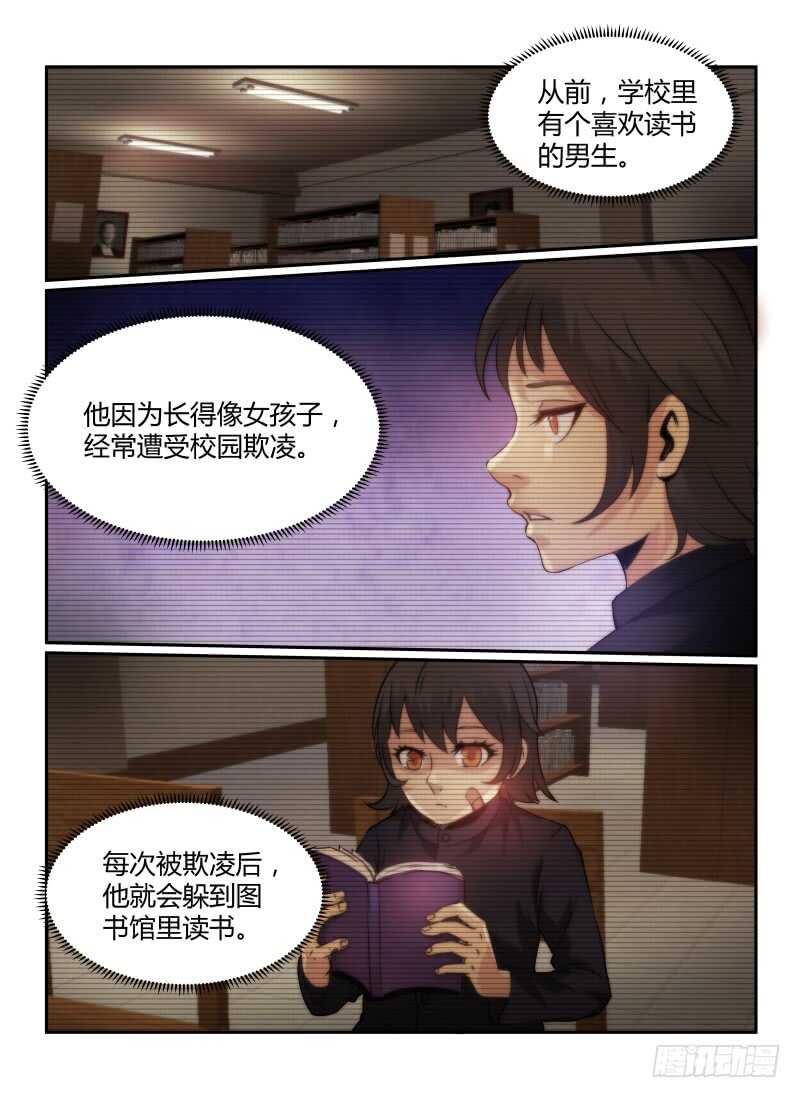 从前，学校里
有个喜欢读书
的男生。
他因为长得像女孩子，
经常遭受校园欺凌。
每次被欺凌后，
他就会躲到图
书馆里读书。
腾讯动漫